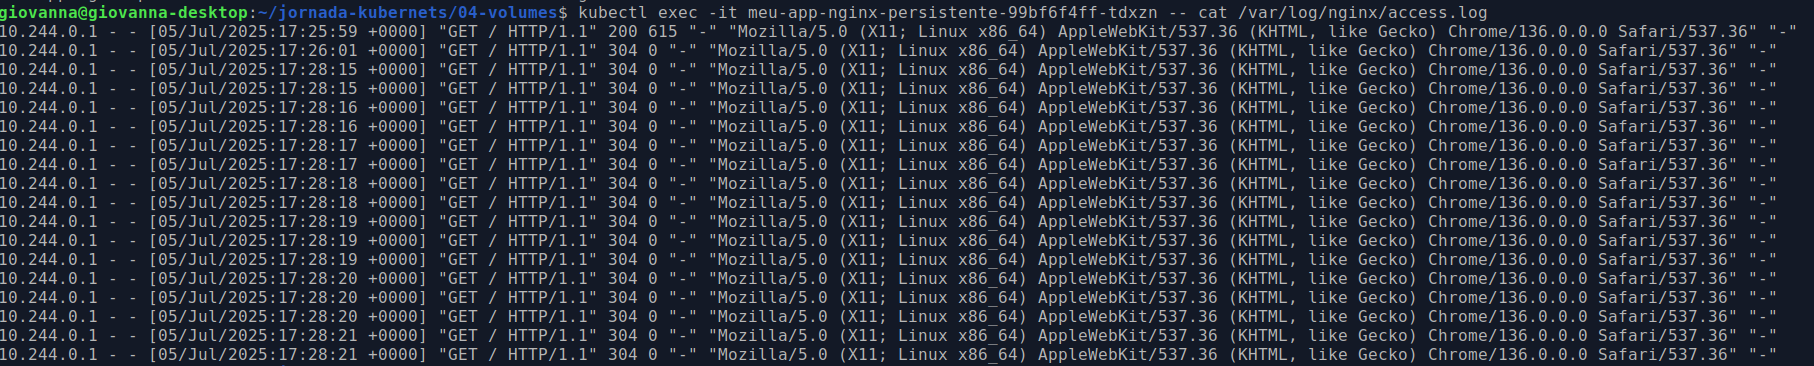 giovanna@giovanna-desktop:~/jornada-kubernetes/04-volumes$ kubectl exec -it meu-app-nginx-persistente-99bf6f4ff-tdxzn -- cat /var/log/nginx/access.log
10.244.0.1 - - [05/Jul/2025:17:25:59 +0000] "GET / HTTP/1.1" 200 615 "-" "Mozilla/5.0 (X11; Linux x86_64) AppleWebKit/537.36 (KHTML, like Gecko) Chrome/136.0.0.0 Safari/537.36" "-"
10.244.0.1 - - [05/Jul/2025:17:26:01 +0000] "GET / HTTP/1.1" 304 0 "-" "Mozilla/5.0 (X11; Linux x86_64) AppleWebKit/537.36 (KHTML, like Gecko) Chrome/136.0.0.0 Safari/537.36" "-"
10.244.0.1 - - [05/Jul/2025:17:28:15 +0000] "GET / HTTP/1.1" 304 0 "-" "Mozilla/5.0 (X11; Linux x86_64) AppleWebKit/537.36 (KHTML, like Gecko) Chrome/136.0.0.0 Safari/537.36" "-"
10.244.0.1 - - [05/Jul/2025:17:28:15 +0000] "GET / HTTP/1.1" 304 0 "-" "Mozilla/5.0 (X11; Linux x86_64) AppleWebKit/537.36 (KHTML, like Gecko) Chrome/136.0.0.0 Safari/537.36" "-"
10.244.0.1 - - [05/Jul/2025:17:28:16 +0000] "GET / HTTP/1.1" 304 0 "-" "Mozilla/5.0 (X11; Linux x86_64) AppleWebKit/537.36 (KHTML, like Gecko) Chrome/136.0.0.0 Safari/537.36" "-"
10.244.0.1 - - [05/Jul/2025:17:28:16 +0000] "GET / HTTP/1.1" 304 0 "-" "Mozilla/5.0 (X11; Linux x86_64) AppleWebKit/537.36 (KHTML, like Gecko) Chrome/136.0.0.0 Safari/537.36" "-"
10.244.0.1 - - [05/Jul/2025:17:28:17 +0000] "GET / HTTP/1.1" 304 0 "-" "Mozilla/5.0 (X11; Linux x86_64) AppleWebKit/537.36 (KHTML, like Gecko) Chrome/136.0.0.0 Safari/537.36" "-"
10.244.0.1 - - [05/Jul/2025:17:28:17 +0000] "GET / HTTP/1.1" 304 0 "-" "Mozilla/5.0 (X11; Linux x86_64) AppleWebKit/537.36 (KHTML, like Gecko) Chrome/136.0.0.0 Safari/537.36" "-"
10.244.0.1 - - [05/Jul/2025:17:28:18 +0000] "GET / HTTP/1.1" 304 0 "-" "Mozilla/5.0 (X11; Linux x86_64) AppleWebKit/537.36 (KHTML, like Gecko) Chrome/136.0.0.0 Safari/537.36" "-"
10.244.0.1 - - [05/Jul/2025:17:28:18 +0000] "GET / HTTP/1.1" 304 0 "-" "Mozilla/5.0 (X11; Linux x86_64) AppleWebKit/537.36 (KHTML, like Gecko) Chrome/136.0.0.0 Safari/537.36" "-"
10.244.0.1 - - [05/Jul/2025:17:28:19 +0000] "GET / HTTP/1.1" 304 0 "-" "Mozilla/5.0 (X11; Linux x86_64) AppleWebKit/537.36 (KHTML, like Gecko) Chrome/136.0.0.0 Safari/537.36" "-"
10.244.0.1 - - [05/Jul/2025:17:28:19 +0000] "GET / HTTP/1.1" 304 0 "-" "Mozilla/5.0 (X11; Linux x86_64) AppleWebKit/537.36 (KHTML, like Gecko) Chrome/136.0.0.0 Safari/537.36" "-"
10.244.0.1 - - [05/Jul/2025:17:28:19 +0000] "GET / HTTP/1.1" 304 0 "-" "Mozilla/5.0 (X11; Linux x86_64) AppleWebKit/537.36 (KHTML, like Gecko) Chrome/136.0.0.0 Safari/537.36" "-"
10.244.0.1 - - [05/Jul/2025:17:28:20 +0000] "GET / HTTP/1.1" 304 0 "-" "Mozilla/5.0 (X11; Linux x86_64) AppleWebKit/537.36 (KHTML, like Gecko) Chrome/136.0.0.0 Safari/537.36" "-"
10.244.0.1 - - [05/Jul/2025:17:28:20 +0000] "GET / HTTP/1.1" 304 0 "-" "Mozilla/5.0 (X11; Linux x86_64) AppleWebKit/537.36 (KHTML, like Gecko) Chrome/136.0.0.0 Safari/537.36" "-"
10.244.0.1 - - [05/Jul/2025:17:28:20 +0000] "GET / HTTP/1.1" 304 0 "-" "Mozilla/5.0 (X11; Linux x86_64) AppleWebKit/537.36 (KHTML, like Gecko) Chrome/136.0.0.0 Safari/537.36" "-"
10.244.0.1 - - [05/Jul/2025:17:28:21 +0000] "GET / HTTP/1.1" 304 0 "-" "Mozilla/5.0 (X11; Linux x86_64) AppleWebKit/537.36 (KHTML, like Gecko) Chrome/136.0.0.0 Safari/537.36" "-"
10.244.0.1 - - [05/Jul/2025:17:28:21 +0000] "GET / HTTP/1.1" 304 0 "-" "Mozilla/5.0 (X11; Linux x86_64) AppleWebKit/537.36 (KHTML, like Gecko) Chrome/136.0.0.0 Safari/537.36" "-"